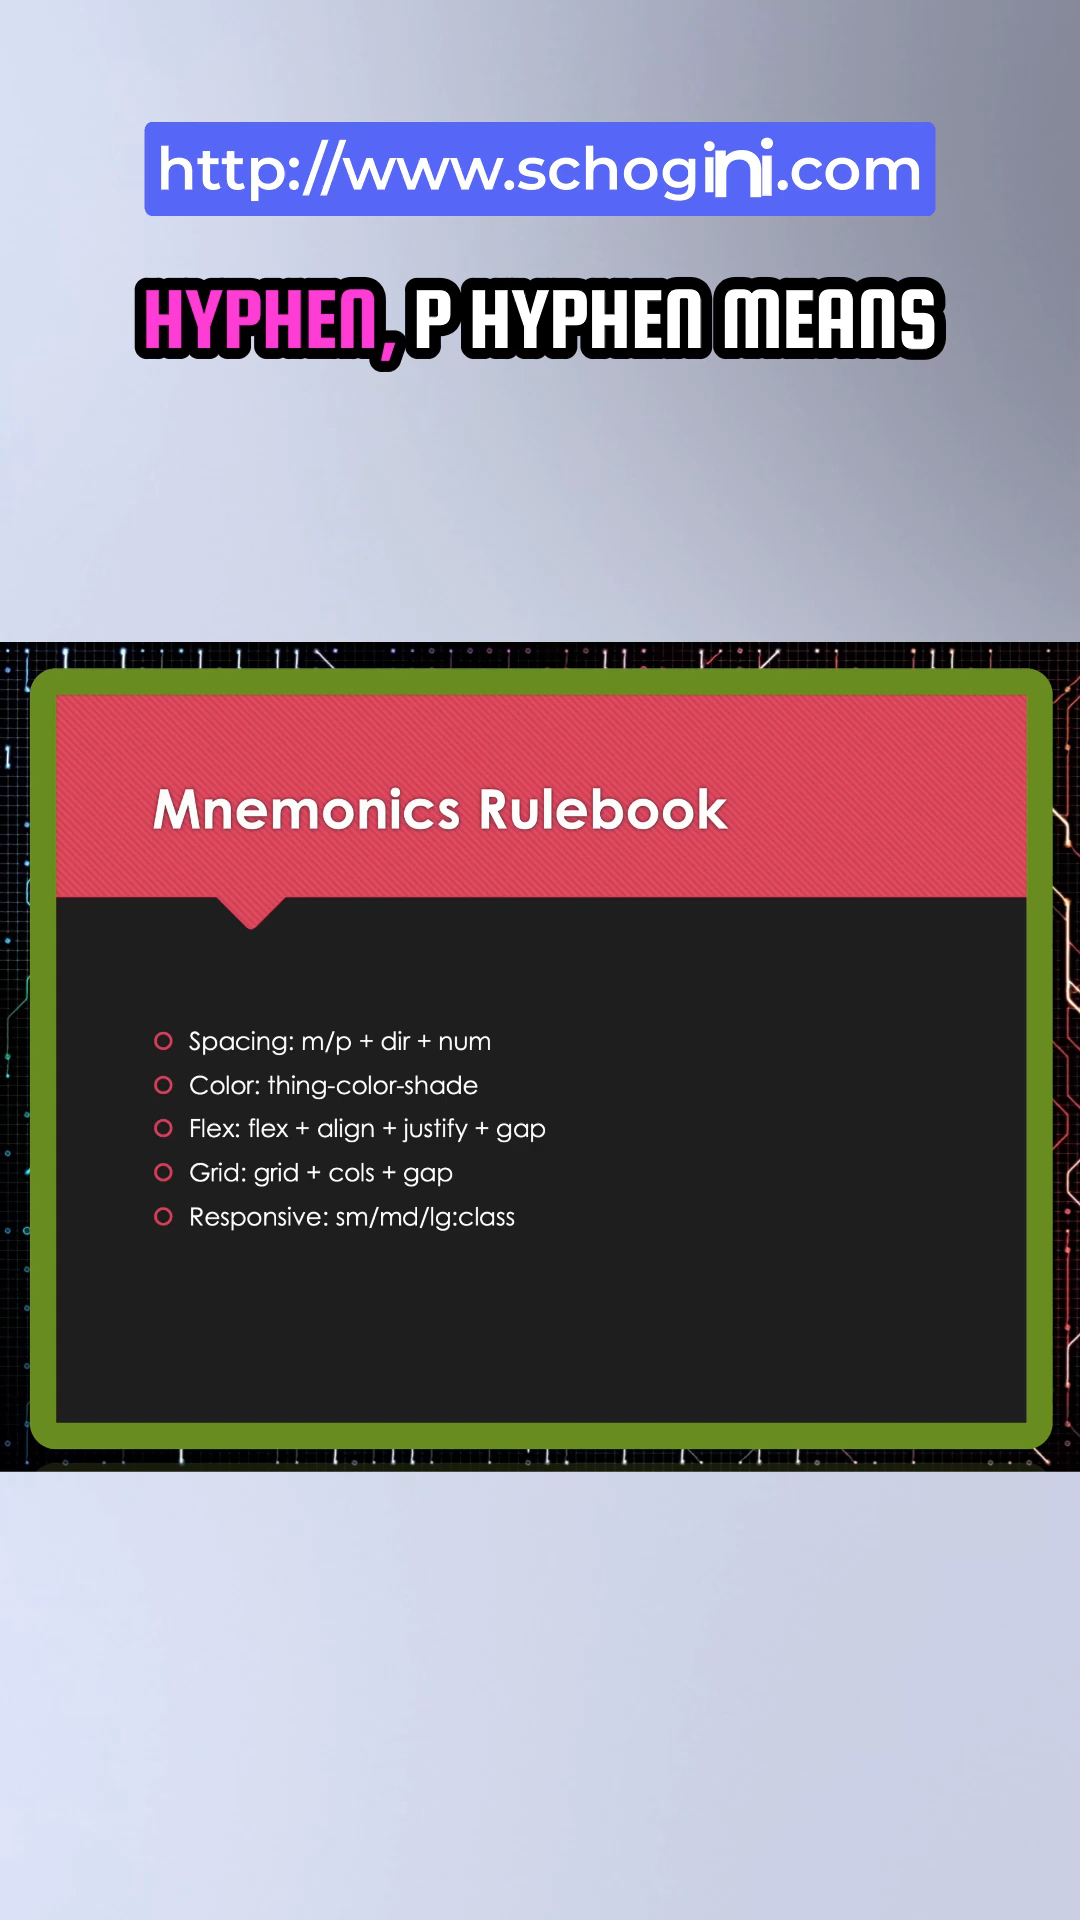 http://www.schogini.com
HYPHEN, P HYPHEN MEANS
Mnemonics Rulebook
Spacing: m/p + dir + num
Color: thing-color-shade
Flex: flex + align + justify + gap
Grid: grid + cols + gap
Responsive: sm/md/lg:class